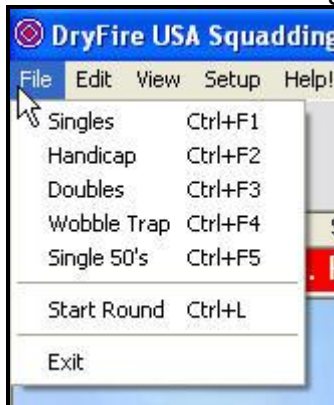 DryFire USA Squadding
File Edit View Setup Help!
Singles Ctrl+F1
Handicap Ctrl+F2
Doubles Ctrl+F3
Wobble Trap Ctrl+F4
Single 50's Ctrl+F5
Start Round Ctrl+L
Exit